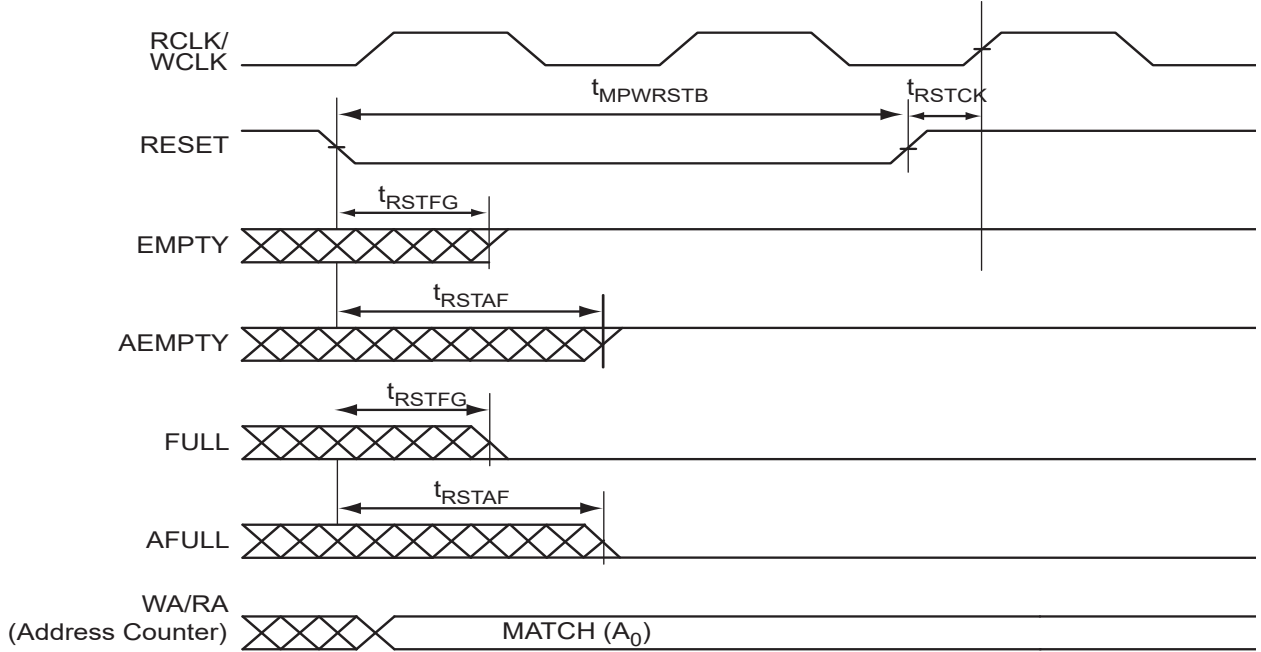 RCLK/
WCLK
tMPWRSTB
tRSTCK
RESET
tRSTFG
EMPTY
tRSTAF
AEMPTY
tRSTFG
FULL
tRSTAF
AFULL
WA/RA
(Address Counter)
MATCH (A0)